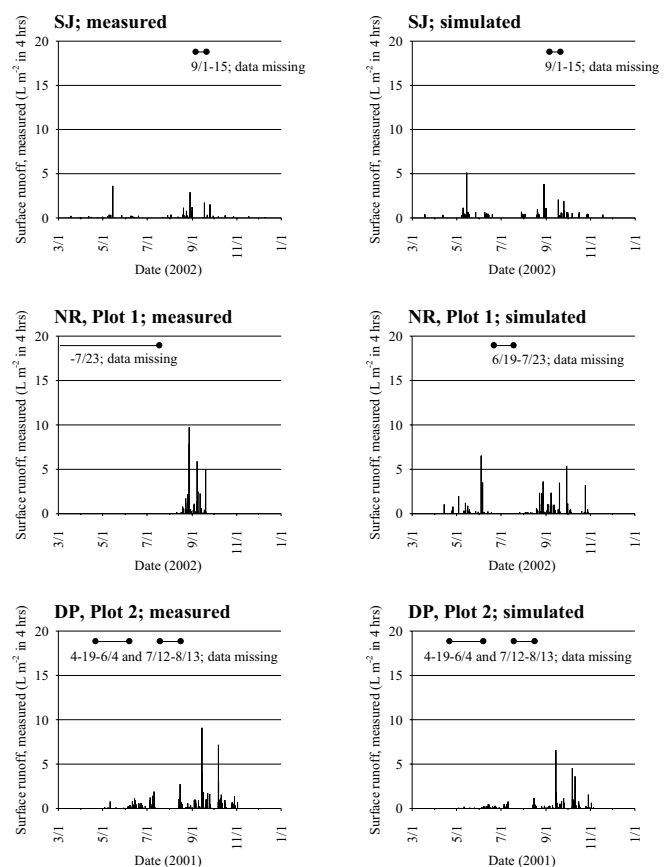 SJ; measured
SJ; simulated
Surface runoff, measured (L m-2 in 4 hrs)
20
15
10
5
0
9/1-15; data missing
3/1
5/1
7/1
9/1
11/1
1/1
Date (2002)
Surface runoff, measured (L m-2 in 4 hrs)
20
15
10
5
0
9/1-15; data missing
3/1
5/1
7/1
9/1
11/1
1/1
Date (2002)
NR, Plot 1; measured
NR, Plot 1; simulated
Surface runoff, measured (L m-2 in 4 hrs)
20
15
10
5
0
-7/23; data missing
3/1
5/1
7/1
9/1
11/1
1/1
Date (2002)
Surface runoff, measured (L m-2 in 4 hrs)
20
15
10
5
0
6/19-7/23; data missing
3/1
5/1
7/1
9/1
11/1
1/1
Date (2002)
DP, Plot 2; measured
DP, Plot 2; simulated
Surface runoff, measured (L m-2 in 4 hrs)
20
15
10
5
0
4-19-6/4 and 7/12-8/13; data missing
3/1
5/1
7/1
9/1
11/1
1/1
Date (2001)
Surface runoff, measured (L m-2 in 4 hrs)
20
15
10
5
0
4-19-6/4 and 7/12-8/13; data missing
3/1
5/1
7/1
9/1
11/1
1/1
Date (2001)